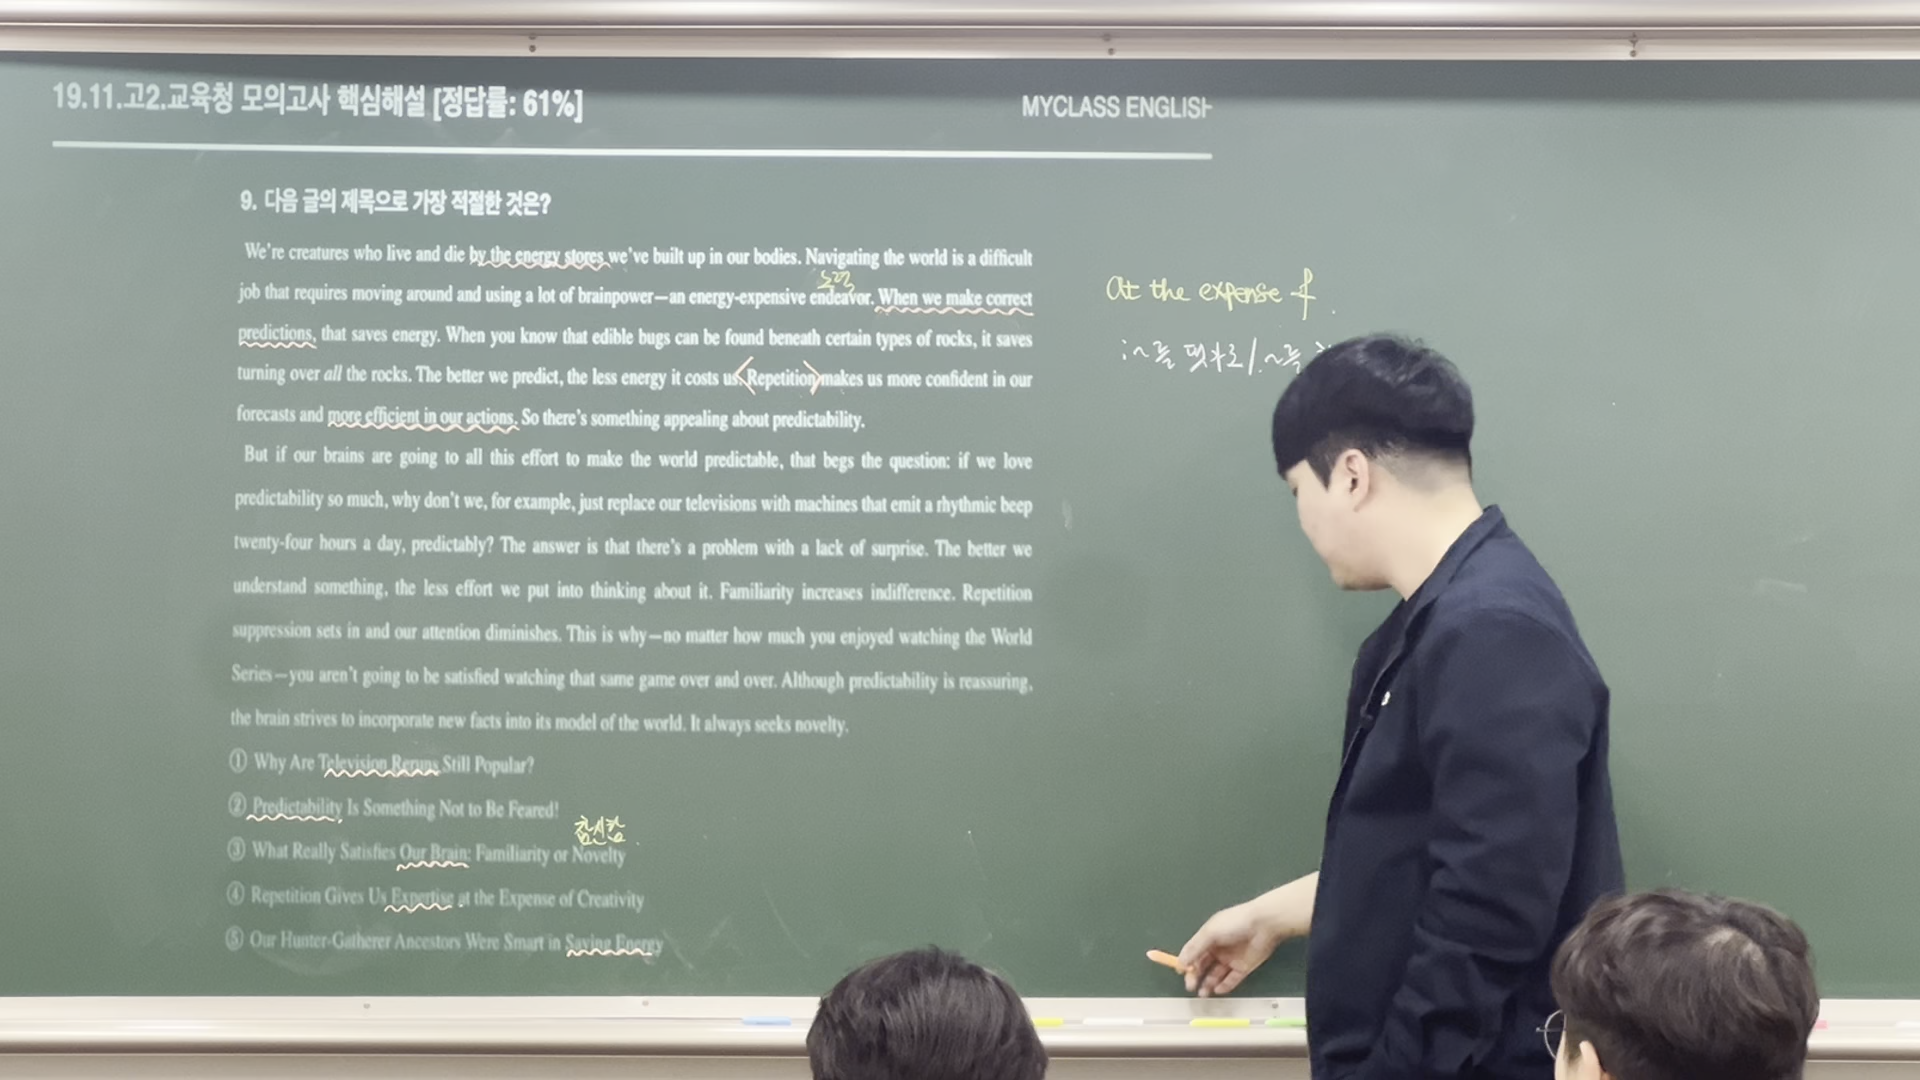 19.11.고2.교육청 모의고사 핵심해설 [정답률: 61%]
MYCLASS ENGLISH
9. 다음 글의 제목으로 가장 적절한 것은?
We're creatures who live and die by the energy stores we've built up in our bodies. Navigating the world is a difficult
노력
job that requires moving around and using a lot of brainpower—an energy-expensive endeavor. When we make correct
predictions, that saves energy. When you know that edible bugs can be found beneath certain types of rocks, it saves
turning over all the rocks. The better we predict, the less energy it costs us. <Repetition> makes us more confident in our
forecasts and more efficient in our actions. So there's something appealing about predictability.
But if our brains are going to all this effort to make the world predictable, that begs the question: if we love
predictability so much, why don't we, for example, just replace our televisions with machines that emit a rhythmic beep
twenty-four hours a day, predictably? The answer is that there's a problem with a lack of surprise. The better we
understand something, the less effort we put into thinking about it. Familiarity increases indifference. Repetition
suppression sets in and our attention diminishes. This is why—no matter how much you enjoyed watching the World
Series—you aren't going to be satisfied watching that same game over and over. Although predictability is reassuring,
the brain strives to incorporate new facts into its model of the world. It always seeks novelty.
① Why Are Television Reruns Still Popular?
② Predictability Is Something Not to Be Feared!
참신함
③ What Really Satisfies Our Brain: Familiarity or Novelty
④ Repetition Gives Us Expertise at the Expense of Creativity
⑤ Our Hunter-Gatherer Ancestors Were Smart in Saving Energy
At the expense of
: ~를 댓가로 / ~를